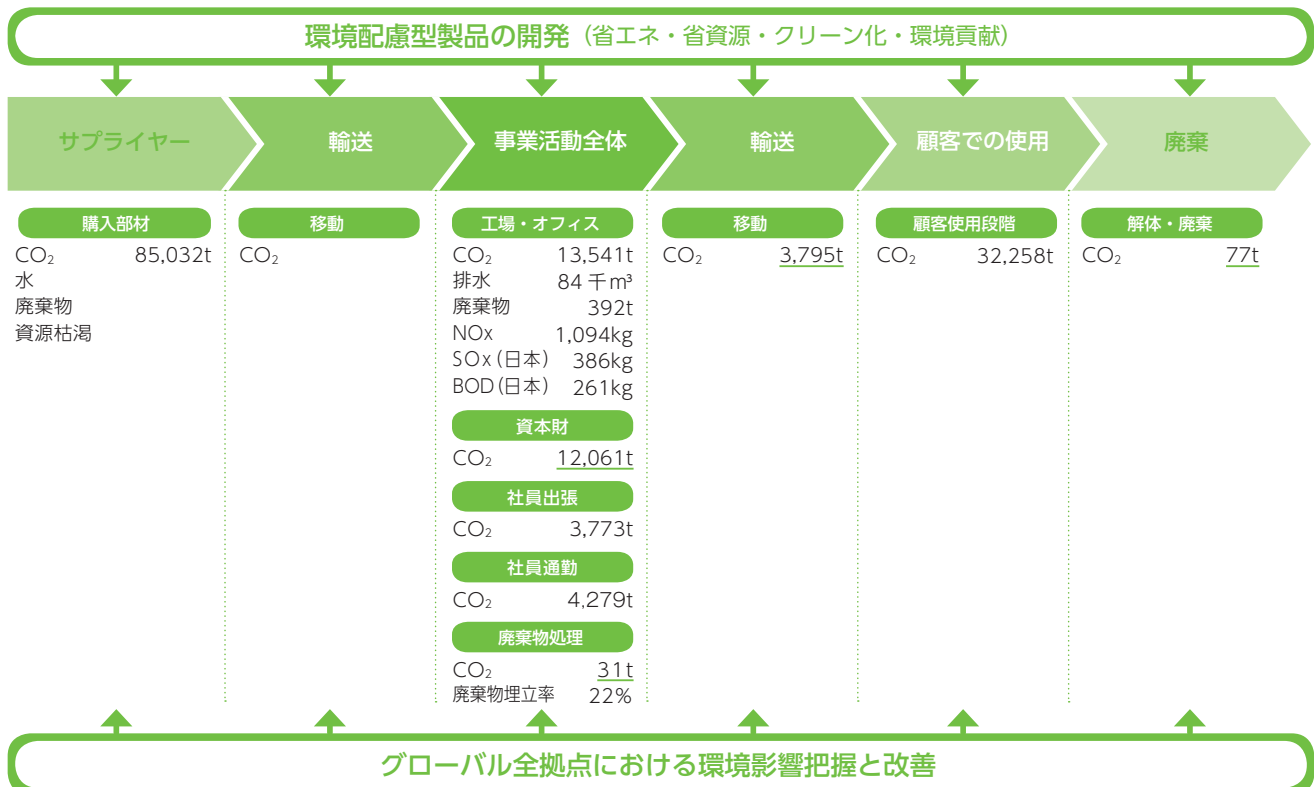 環境配慮型製品の開発（省エネ・省資源・クリーン化・環境貢献）
サプライヤー
輸送
事業活動全体
輸送
顧客での使用
廃棄
購入部材
CO₂ 85,032t
水
廃棄物
資源枯渇
移動
CO₂
工場・オフィス
CO₂ 13,541t
排水 84千m³
廃棄物 392t
NOx 1,094kg
SOx（日本） 386kg
BOD（日本） 261kg
資本財
CO₂ 12,061t
社員出張
CO₂ 3,773t
社員通勤
CO₂ 4,279t
廃棄物処理
CO₂ 31t
廃棄物埋立率 22%
移動
CO₂ 3,795t
顧客使用段階
CO₂ 32,258t
解体・廃棄
CO₂ 77t
グローバル全拠点における環境影響把握と改善